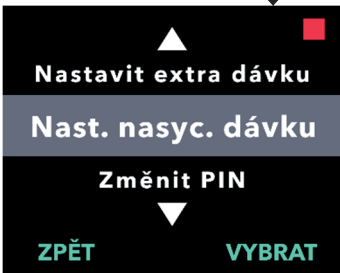 Nastavit extra dávku
Nast. nasyc. dávku
Změnit PIN
ZPĚT VYBRAT